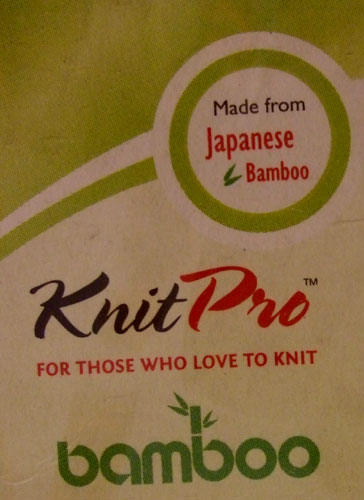 Made from
Japanese
Bamboo
KnitPro™
FOR THOSE WHO LOVE TO KNIT
bamboo